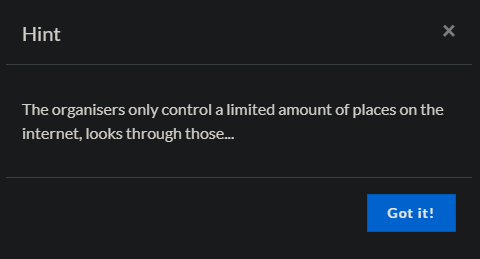 Hint
×
The organisers only control a limited amount of places on the
internet, looks through those...
Got it!